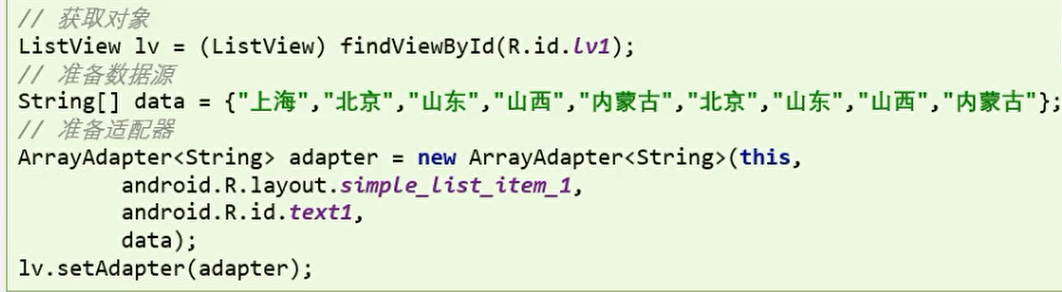 // 获取对象
ListView lv = (ListView) findViewById(R.id.lv1);
// 准备数据源
String[] data = {"上海","北京","山东","山西","内蒙古","北京","山东","山西","内蒙古"};
// 准备适配器
ArrayAdapter<String> adapter = new ArrayAdapter<String>(this,
        android.R.layout.simple_list_item_1,
        android.R.id.text1,
        data);
lv.setAdapter(adapter);